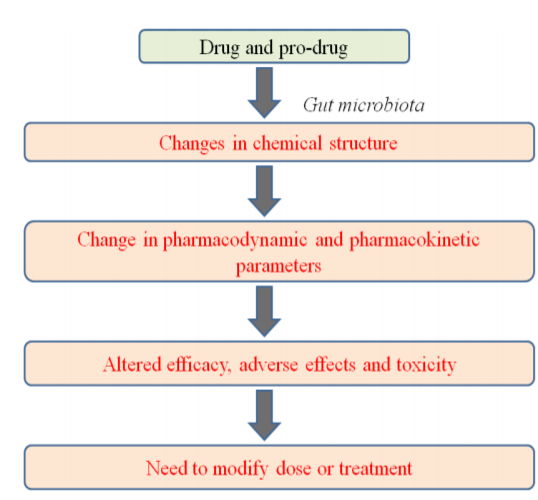 Drug and pro-drug
Gut microbiota
Changes in chemical structure
Change in pharmacodynamic and pharmacokinetic
parameters
Altered efficacy, adverse effects and toxicity
Need to modify dose or treatment